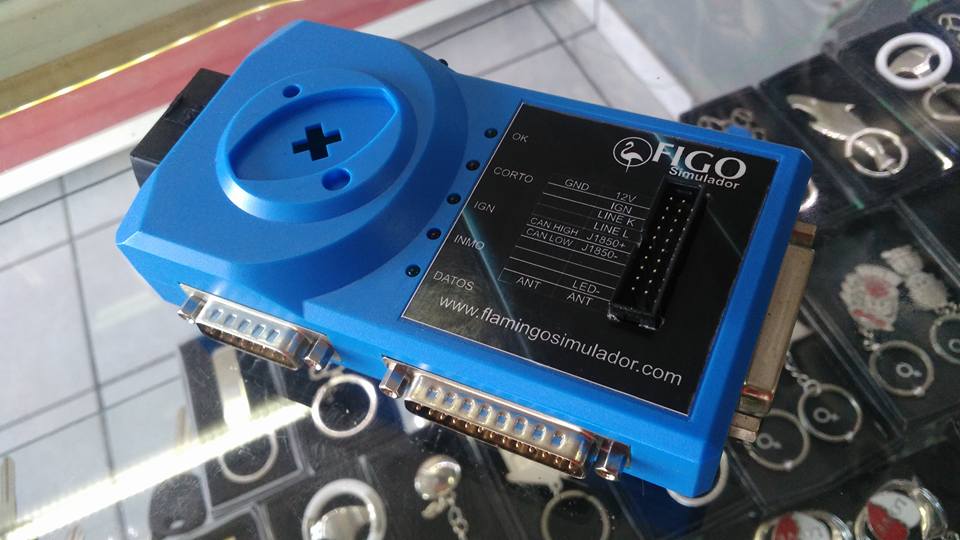 FIGO
Simulador
OK
CORTO
IGN
INMO
DATOS
GND 12V
IGN
LINE K
LINE L
CAN HIGH J1850+
CAN LOW J1850-
LED-
ANT ANT
www.flamingosimulador.com